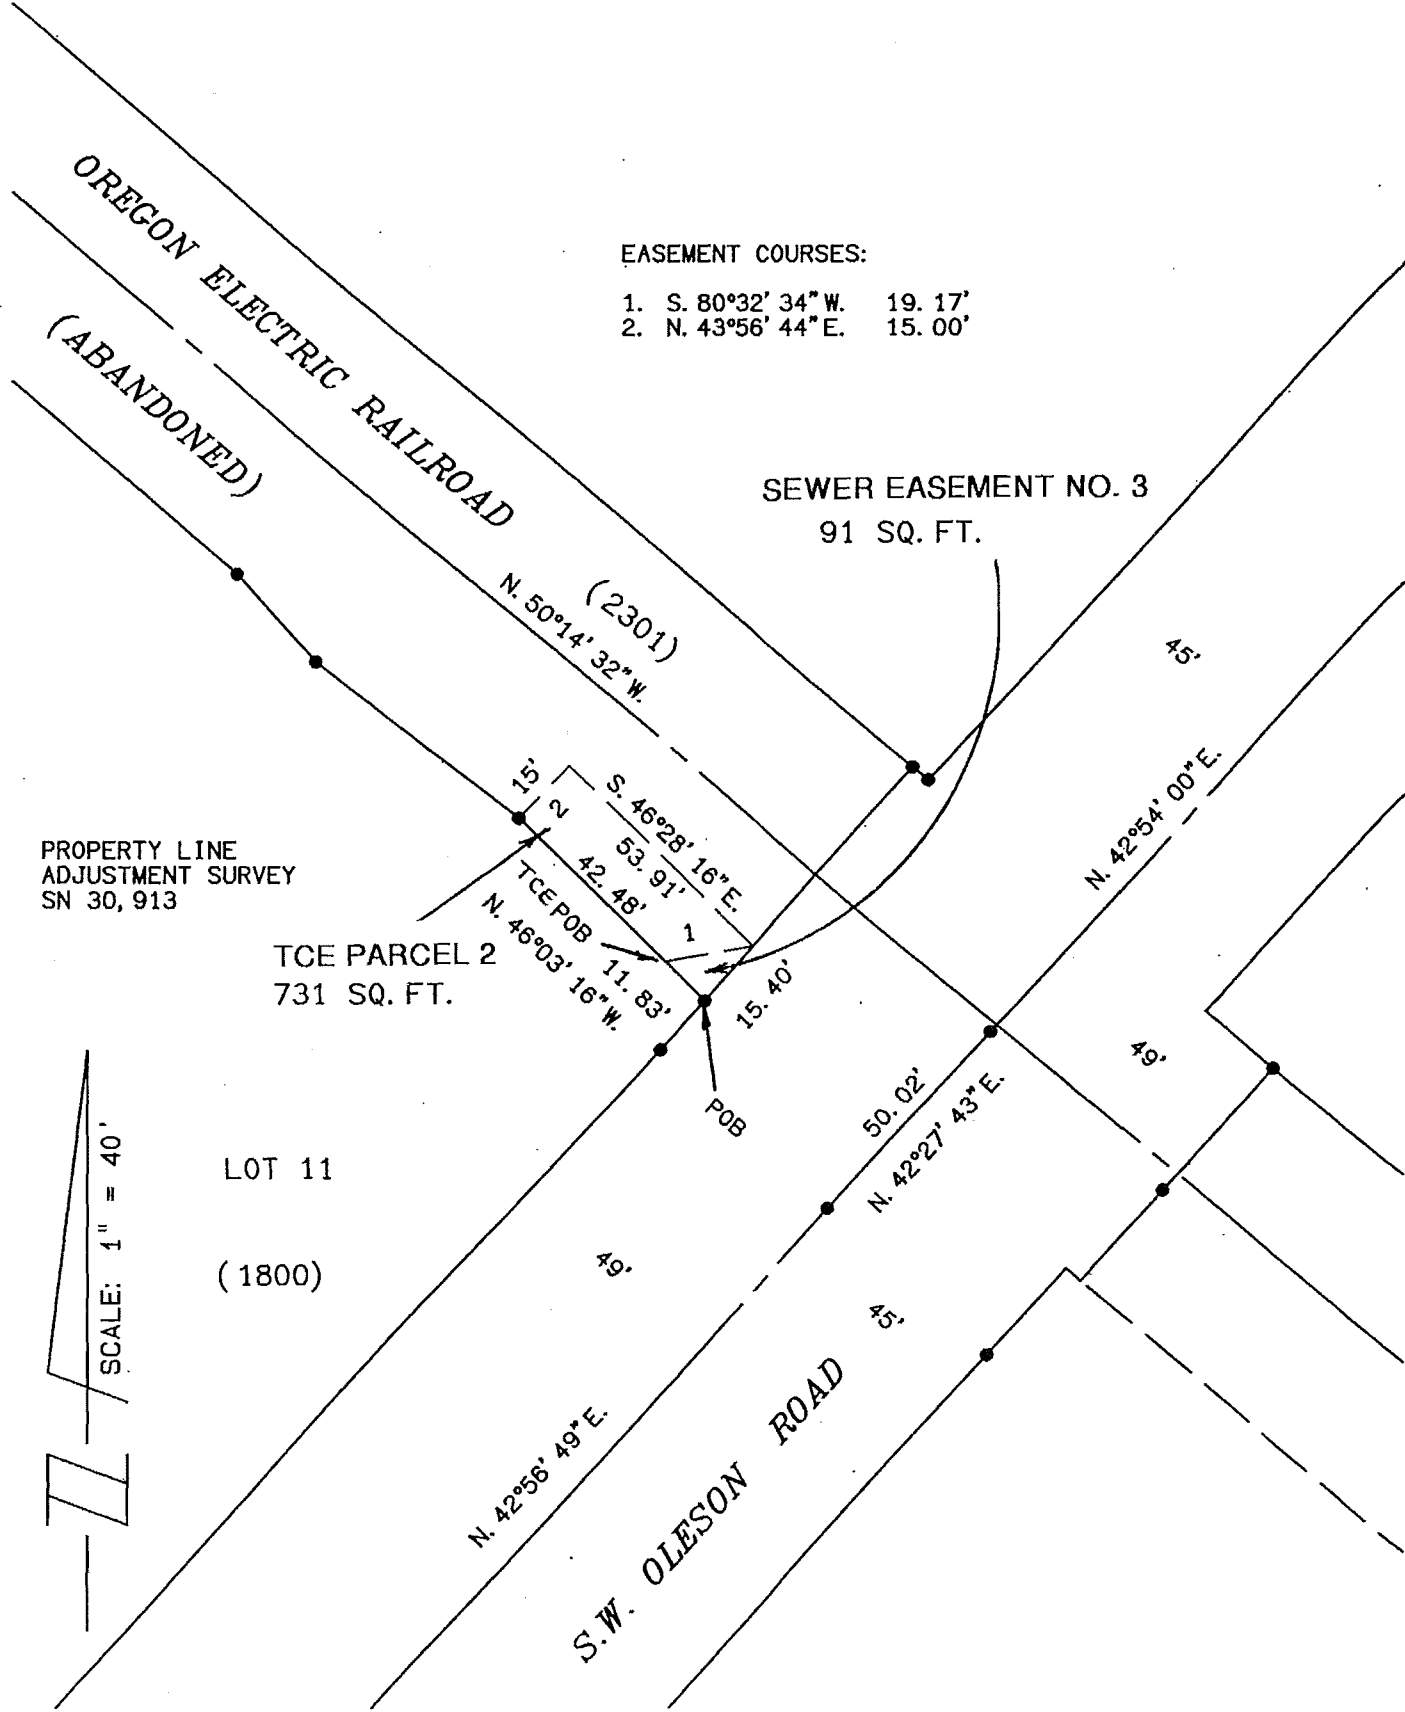 OREGON ELECTRIC RAILROAD
(ABANDONED)
EASEMENT COURSES:
1. S. 80°32' 34" W. 19. 17'
2. N. 43°56' 44" E. 15. 00'
SEWER EASEMENT NO. 3
91 SQ. FT.
(2301)
N. 50°14' 32" W.
45'
N. 42°54' 00" E.
15'
2
S. 46°28' 16" E.
53. 91'
42. 48'
1
TCE POB
N. 46°03' 16" W.
11. 83'
15. 40'
PROPERTY LINE
ADJUSTMENT SURVEY
SN 30, 913
TCE PARCEL 2
731 SQ. FT.
POB
50. 02'
N. 42°27' 43" E.
49'
SCALE: 1" = 40'
LOT 11
(1800)
49'
45'
N. 42°56' 49" E.
S.W. OLESON ROAD
N